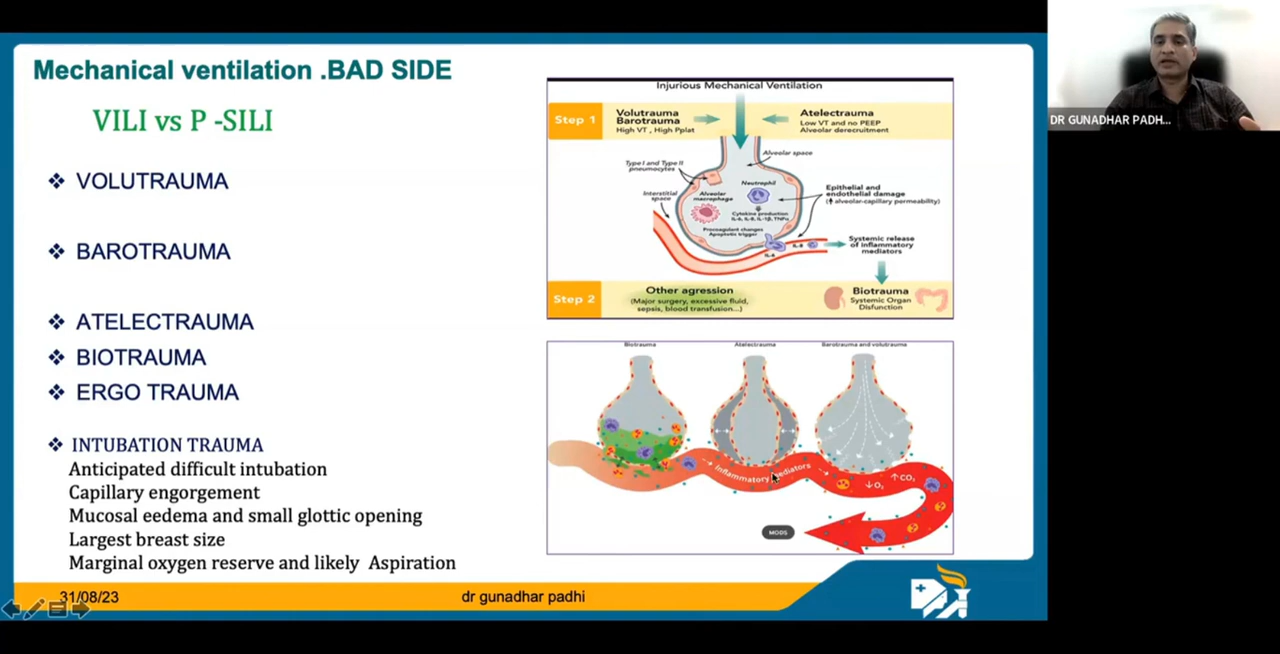 Mechanical ventilation .BAD SIDE
VILI vs P -SILI
❖ VOLUTRAUMA
❖ BAROTRAUMA
❖ ATELECTRAUMA
❖ BIOTRAUMA
❖ ERGO TRAUMA
❖ INTUBATION TRAUMA
Anticipated difficult intubation
Capillary engorgement
Mucosal eedema and small glottic opening
Largest breast size
Marginal oxygen reserve and likely Aspiration
Injurious Mechanical Ventilation
Step 1
Volutrauma
Barotrauma
High VT , High Pplat
Atelectrauma
Low VT and no PEEP
Alveolar derecruitment
Type I and Type II
pneumocytes
Alveolar space
Interstitial
space
Alveolar
macrophage
Neutrophil
Cytokine production
IL-6, IL-8, IL-1β, TNFα
Procoagulant changes
Apoptotic trigger
Epithelial and
endothelial damage
(⬆ alveolar-capillary permeability)
IL-8
IL-6
Systemic release
of inflammatory
mediators
Step 2
Other agression
(Major surgery, excessive fluid,
sepsis, blood transfusion...)
Biotrauma
Systemic Organ
Disfunction
Biotrauma
Atelectrauma
Barotrauma and volutrauma
Inflammatory mediators
↓O₂
↑CO₂
MODS
31/08/23
dr gunadhar padhi
DR GUNADHAR PADH...